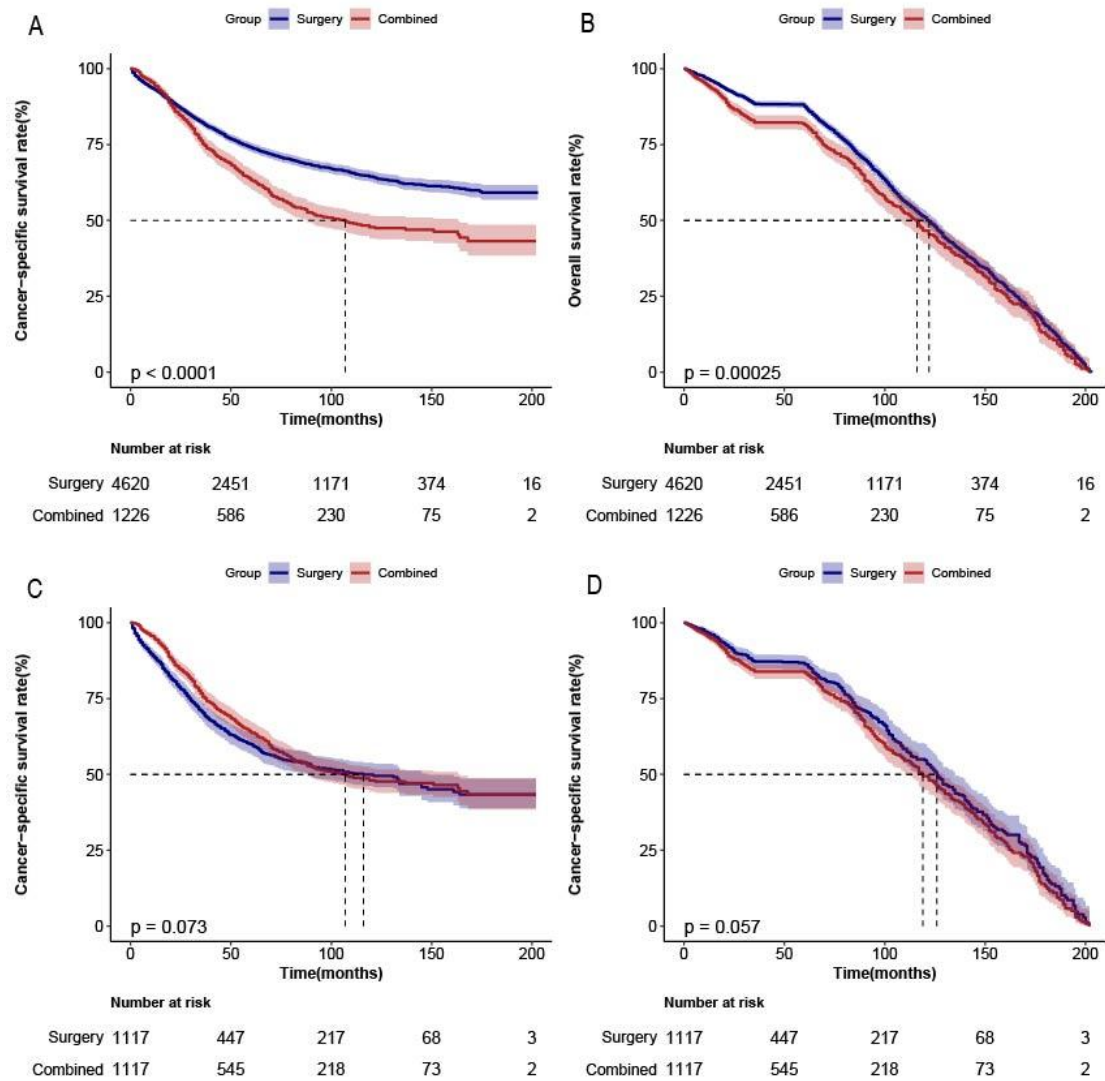 A
Group Surgery Combined
Cancer-specific survival rate(%)
100
75
50
25
0
p < 0.0001
0 50 100 150 200
Time(months)
Number at risk
Surgery 4620 2451 1171 374 16
Combined 1226 586 230 75 2
B
Group Surgery Combined
Overall survival rate(%)
100
75
50
25
0
p = 0.00025
0 50 100 150 200
Time(months)
Number at risk
Surgery 4620 2451 1171 374 16
Combined 1226 586 230 75 2
C
Group Surgery Combined
Cancer-specific survival rate(%)
100
75
50
25
0
p = 0.073
0 50 100 150 200
Time(months)
Number at risk
Surgery 1117 447 217 68 3
Combined 1117 545 218 73 2
D
Group Surgery Combined
Cancer-specific survival rate(%)
100
75
50
25
0
p = 0.057
0 50 100 150 200
Time(months)
Number at risk
Surgery 1117 447 217 68 3
Combined 1117 545 218 73 2